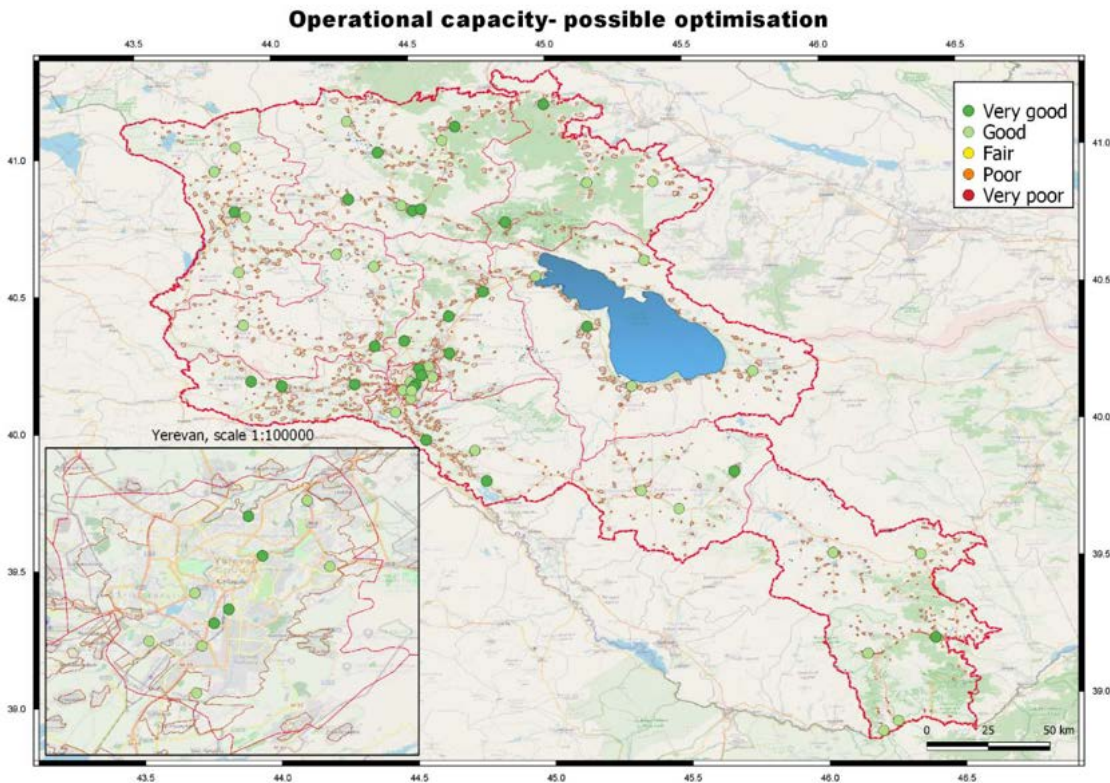 Operational capacity- possible optimisation
43.5 44.0 44.5 45.0 45.5 46.0 46.5
Very good
Good
Fair
Poor
Very poor
41.0 41.0
40.5 40.5
40.0 40.0
Yerevan, scale 1:100000
39.5 39.5
39.0 39.0
0 25 50 km
43.5 44.0 44.5 45.0 45.5 46.0 46.5